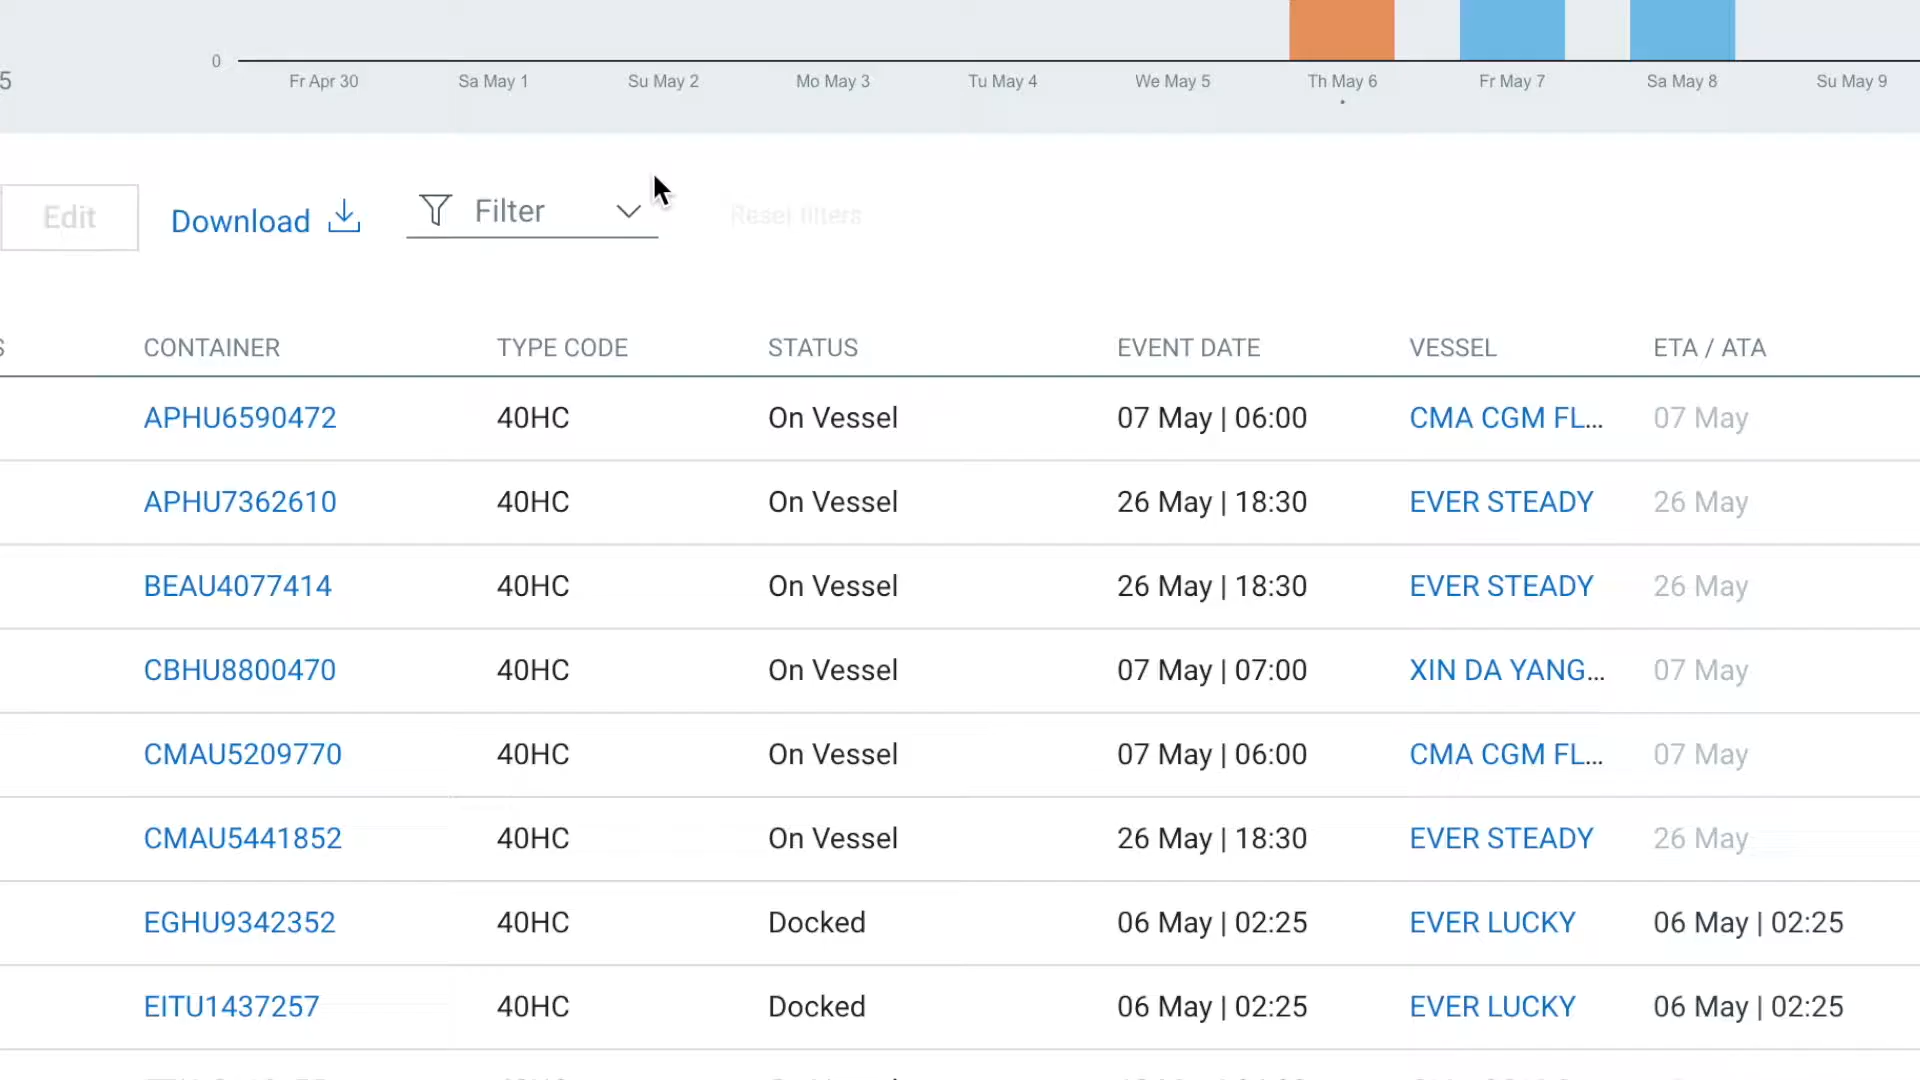 0
5
Fr Apr 30 Sa May 1 Su May 2 Mo May 3 Tu May 4 We May 5 Th May 6 Fr May 7 Sa May 8 Su May 9
Edit Download Filter Reset filters
S CONTAINER TYPE CODE STATUS EVENT DATE VESSEL ETA / ATA
APHU6590472 40HC On Vessel 07 May | 06:00 CMA CGM FL... 07 May
APHU7362610 40HC On Vessel 26 May | 18:30 EVER STEADY 26 May
BEAU4077414 40HC On Vessel 26 May | 18:30 EVER STEADY 26 May
CBHU8800470 40HC On Vessel 07 May | 07:00 XIN DA YANG... 07 May
CMAU5209770 40HC On Vessel 07 May | 06:00 CMA CGM FL... 07 May
CMAU5441852 40HC On Vessel 26 May | 18:30 EVER STEADY 26 May
EGHU9342352 40HC Docked 06 May | 02:25 EVER LUCKY 06 May | 02:25
EITU1437257 40HC Docked 06 May | 02:25 EVER LUCKY 06 May | 02:25